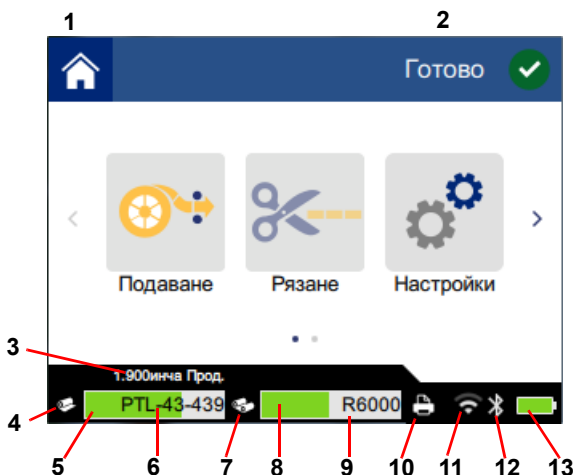 1 2
Готово
Подаване Рязане Настройки
3
1.900инча Прод.
PTL-43-439 R6000
4
5 6 7 8 9 10 11 12 13